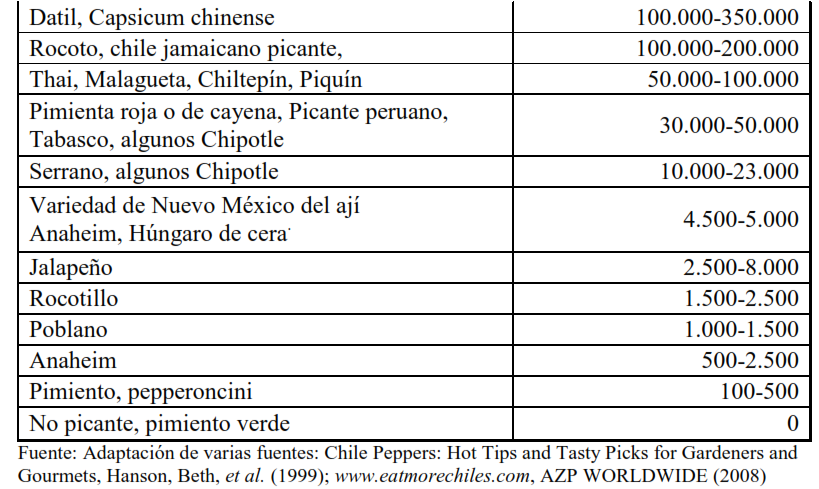 Datil, Capsicum chinense 100.000-350.000
Rocoto, chile jamaicano picante, 100.000-200.000
Thai, Malagueta, Chiltepín, Piquín 50.000-100.000
Pimienta roja o de cayena, Picante peruano,
Tabasco, algunos Chipotle 30.000-50.000
Serrano, algunos Chipotle 10.000-23.000
Variedad de Nuevo México del ají
Anaheim, Húngaro de cera. 4.500-5.000
Jalapeño 2.500-8.000
Rocotillo 1.500-2.500
Poblano 1.000-1.500
Anaheim 500-2.500
Pimiento, pepperoncini 100-500
No picante, pimiento verde 0
Fuente: Adaptación de varias fuentes: Chile Peppers: Hot Tips and Tasty Picks for Gardeners and
Gourmets, Hanson, Beth, et al. (1999); www.eatmorechiles.com, AZP WORLDWIDE (2008)